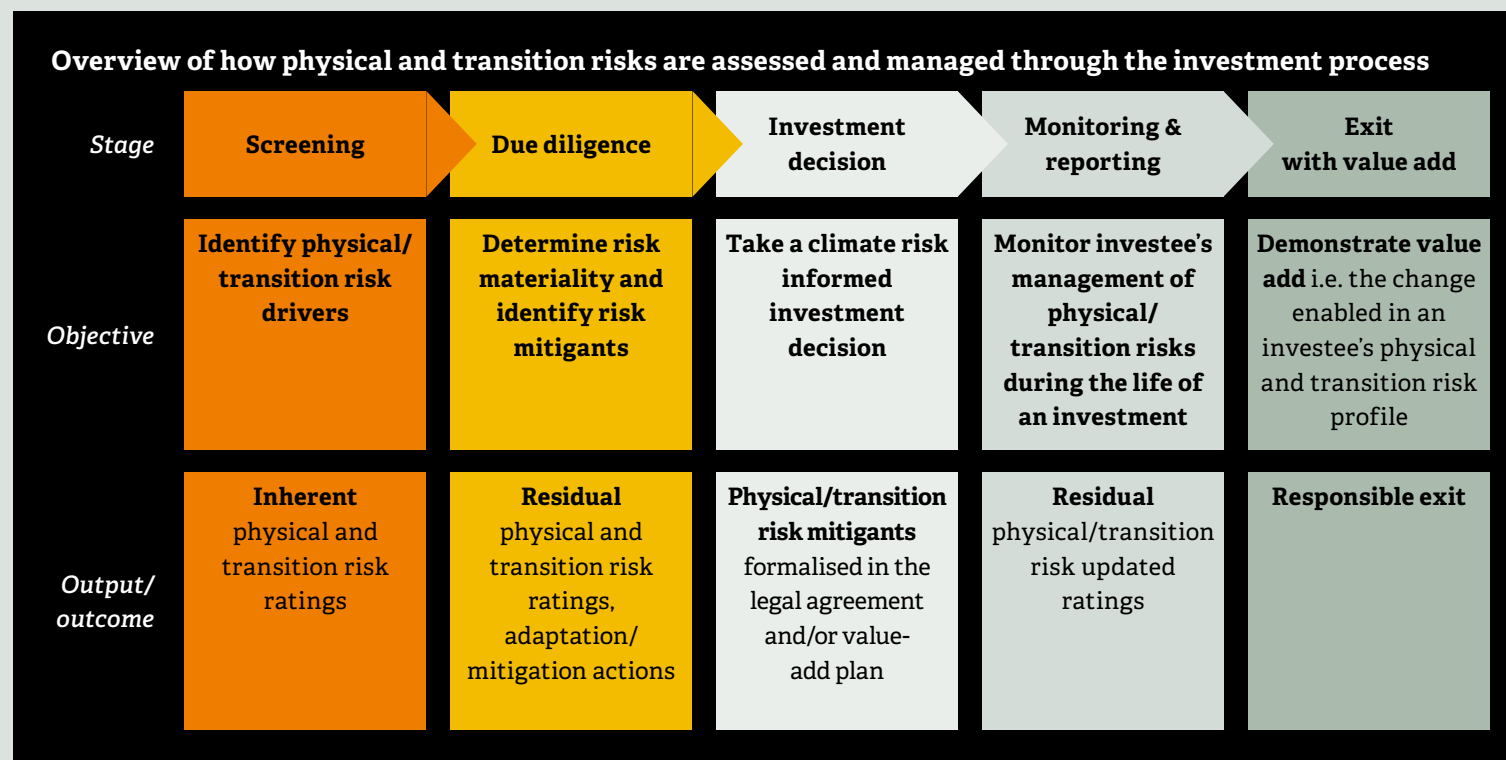 Overview of how physical and transition risks are assessed and managed through the investment process
Stage
Screening
Due diligence
Investment
decision
Monitoring &
reporting
Exit
with value add
Objective
Identify physical/
transition risk
drivers
Determine risk
materiality and
identify risk
mitigants
Take a climate risk
informed
investment
decision
Monitor investee’s
management of
physical/
transition risks
during the life of
an investment
Demonstrate value
add i.e. the change
enabled in an
investee’s physical
and transition risk
profile
Output/
outcome
Inherent
physical and
transition risk
ratings
Residual
physical and
transition risk
ratings,
adaptation/
mitigation actions
Physical/transition
risk mitigants
formalised in the
legal agreement
and/or value-
add plan
Residual
physical/transition
risk updated
ratings
Responsible exit